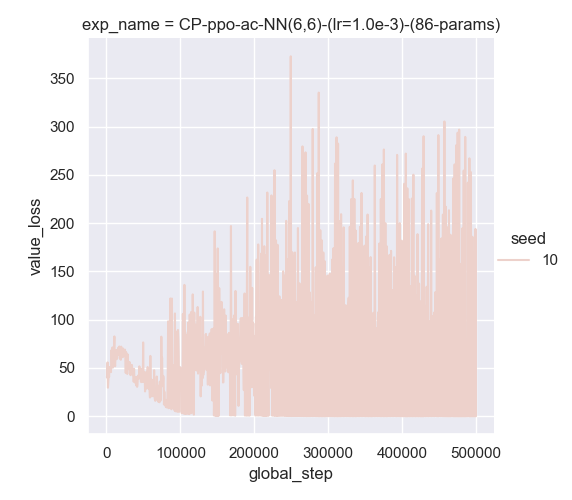 exp_name = CP-ppo-ac-NN(6,6)-(lr=1.0e-3)-(86-params)
350
300
250
200
150
100
50
0
value_loss
0 100000 200000 300000 400000 500000
global_step
seed
10